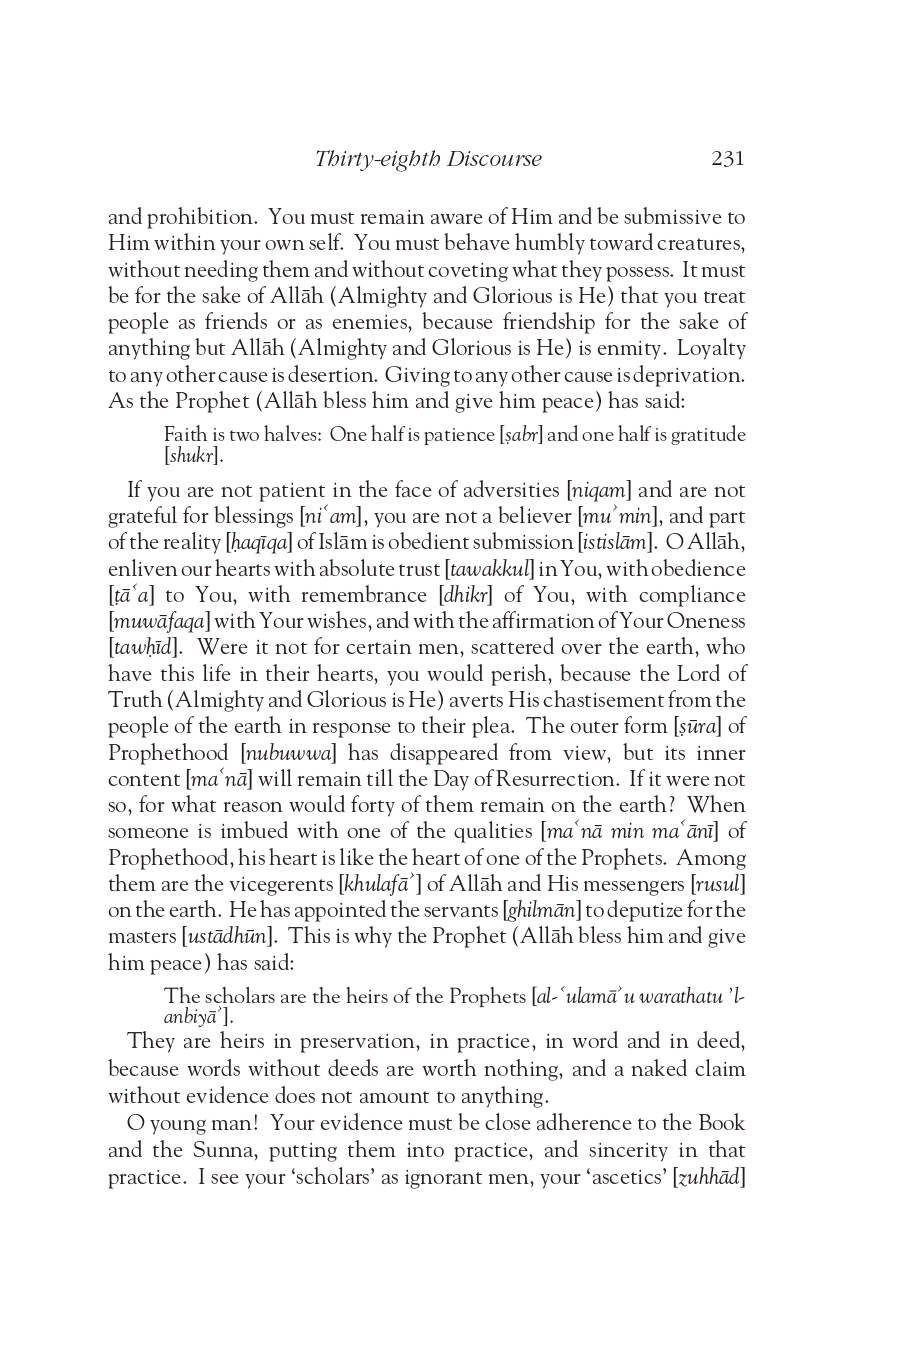 Thirty-eighth Discourse 231
and prohibition. You must remain aware of Him and be submissive to
Him within your own self. You must behave humbly toward creatures,
without needing them and without coveting what they possess. It must
be for the sake of Allāh (Almighty and Glorious is He) that you treat
people as friends or as enemies, because friendship for the sake of
anything but Allāh (Almighty and Glorious is He) is enmity. Loyalty
to any other cause is desertion. Giving to any other cause is deprivation.
As the Prophet (Allāh bless him and give him peace) has said:
Faith is two halves: One half is patience [ṣabr] and one half is gratitude
[shukr].
If you are not patient in the face of adversities [niqam] and are not
grateful for blessings [niʿam], you are not a believer [muʾmin], and part
of the reality [ḥaqīqa] of Islām is obedient submission [istislām]. O Allāh,
enliven our hearts with absolute trust [tawakkul] in You, with obedience
[ṭāʿa] to You, with remembrance [dhikr] of You, with compliance
[muwāfaqa] with Your wishes, and with the affirmation of Your Oneness
[tawḥīd]. Were it not for certain men, scattered over the earth, who
have this life in their hearts, you would perish, because the Lord of
Truth (Almighty and Glorious is He) averts His chastisement from the
people of the earth in response to their plea. The outer form [ṣūra] of
Prophethood [nubuwwa] has disappeared from view, but its inner
content [maʿnā] will remain till the Day of Resurrection. If it were not
so, for what reason would forty of them remain on the earth? When
someone is imbued with one of the qualities [maʿnā min maʿānī] of
Prophethood, his heart is like the heart of one of the Prophets. Among
them are the vicegerents [khulafāʾ] of Allāh and His messengers [rusul]
on the earth. He has appointed the servants [ghilmān] to deputize for the
masters [ustādhūn]. This is why the Prophet (Allāh bless him and give
him peace) has said:
The scholars are the heirs of the Prophets [al-ʿulamāʾu warathatu ’l-
anbiyāʾ].
They are heirs in preservation, in practice, in word and in deed,
because words without deeds are worth nothing, and a naked claim
without evidence does not amount to anything.
O young man! Your evidence must be close adherence to the Book
and the Sunna, putting them into practice, and sincerity in that
practice. I see your ‘scholars’ as ignorant men, your ‘ascetics’ [zuhhād]